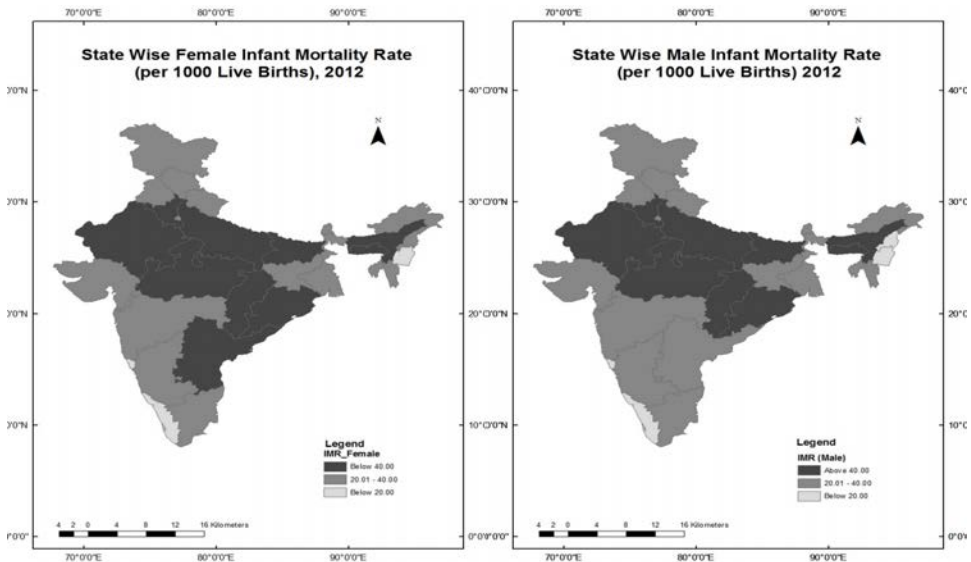 70°0'0"E 80°0'0"E 90°0'0"E
State Wise Female Infant Mortality Rate
(per 1000 Live Births), 2012
N
Legend
IMR_Female
Below 40.00
20.01 - 40.00
Below 20.00
4 2 0 4 8 12 16 Kilometers
70°0'0"E 80°0'0"E 90°0'0"E
70°0'0"E 80°0'0"E 90°0'0"E
State Wise Male Infant Mortality Rate
(per 1000 Live Births) 2012
N
40°0'0"N
30°0'0"N
20°0'0"N
10°0'0"N
0°0'0"
Legend
IMR (Male)
Above 40.00
20.01 - 40.00
Below 20.00
4 2 0 4 8 12 16 Kilometers
70°0'0"E 80°0'0"E 90°0'0"E